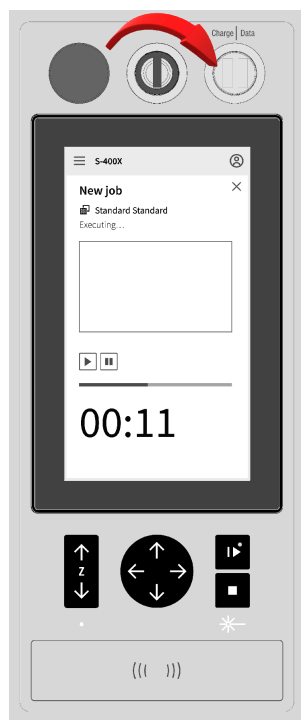 Charge | Data
S-400X
New job
Standard Standard
Executing...
00:11
Z